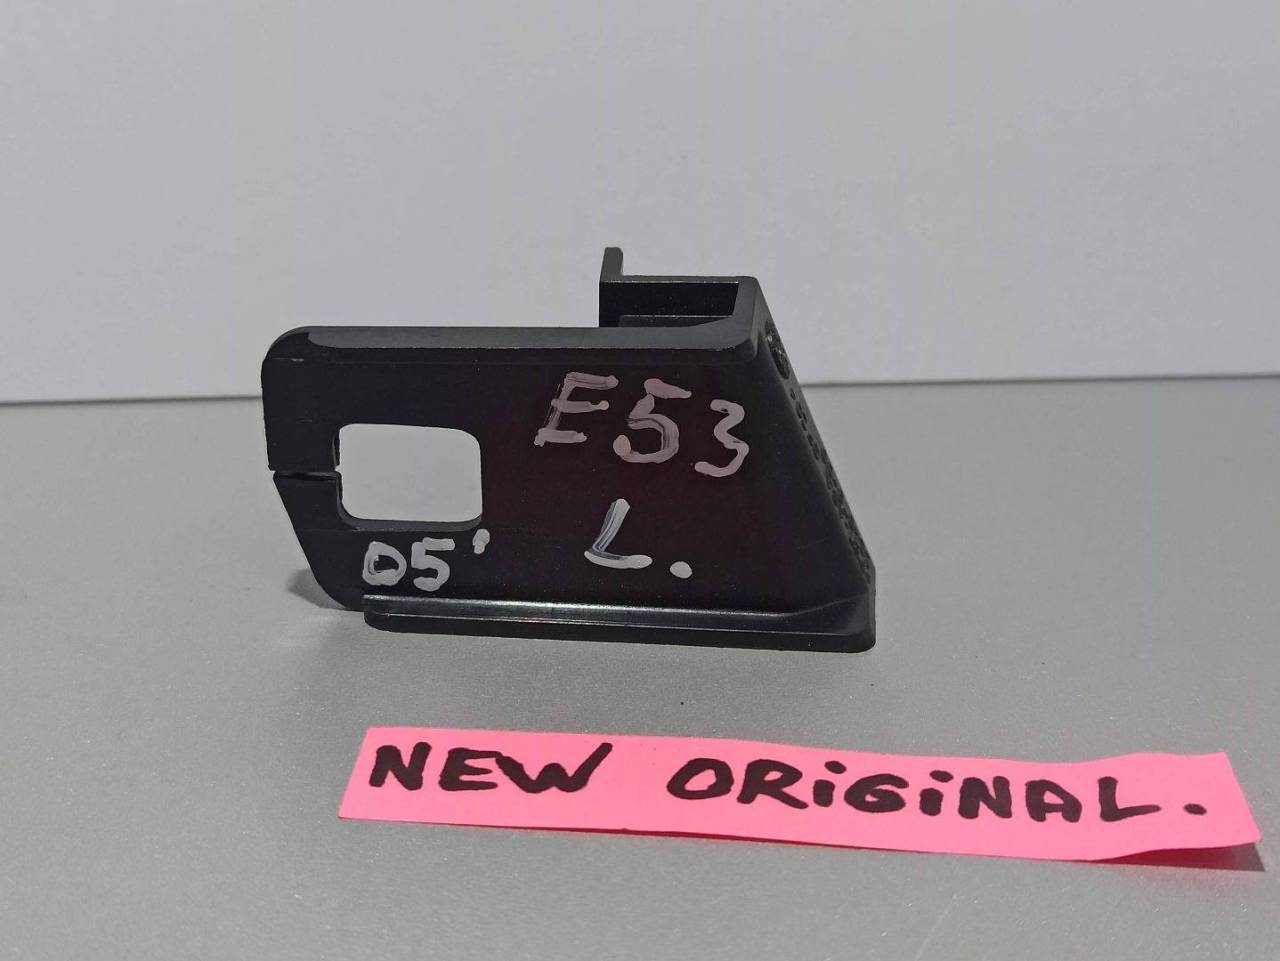 E53
L.
05'
NEW ORiGiNAL.